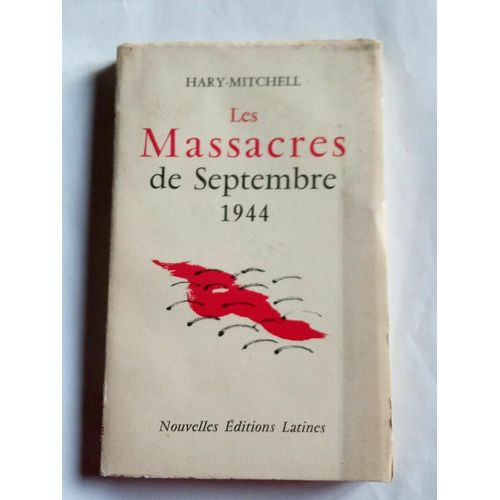 HARY-MITCHELL
Les
Massacres
de Septembre
1944
Nouvelles Éditions Latines